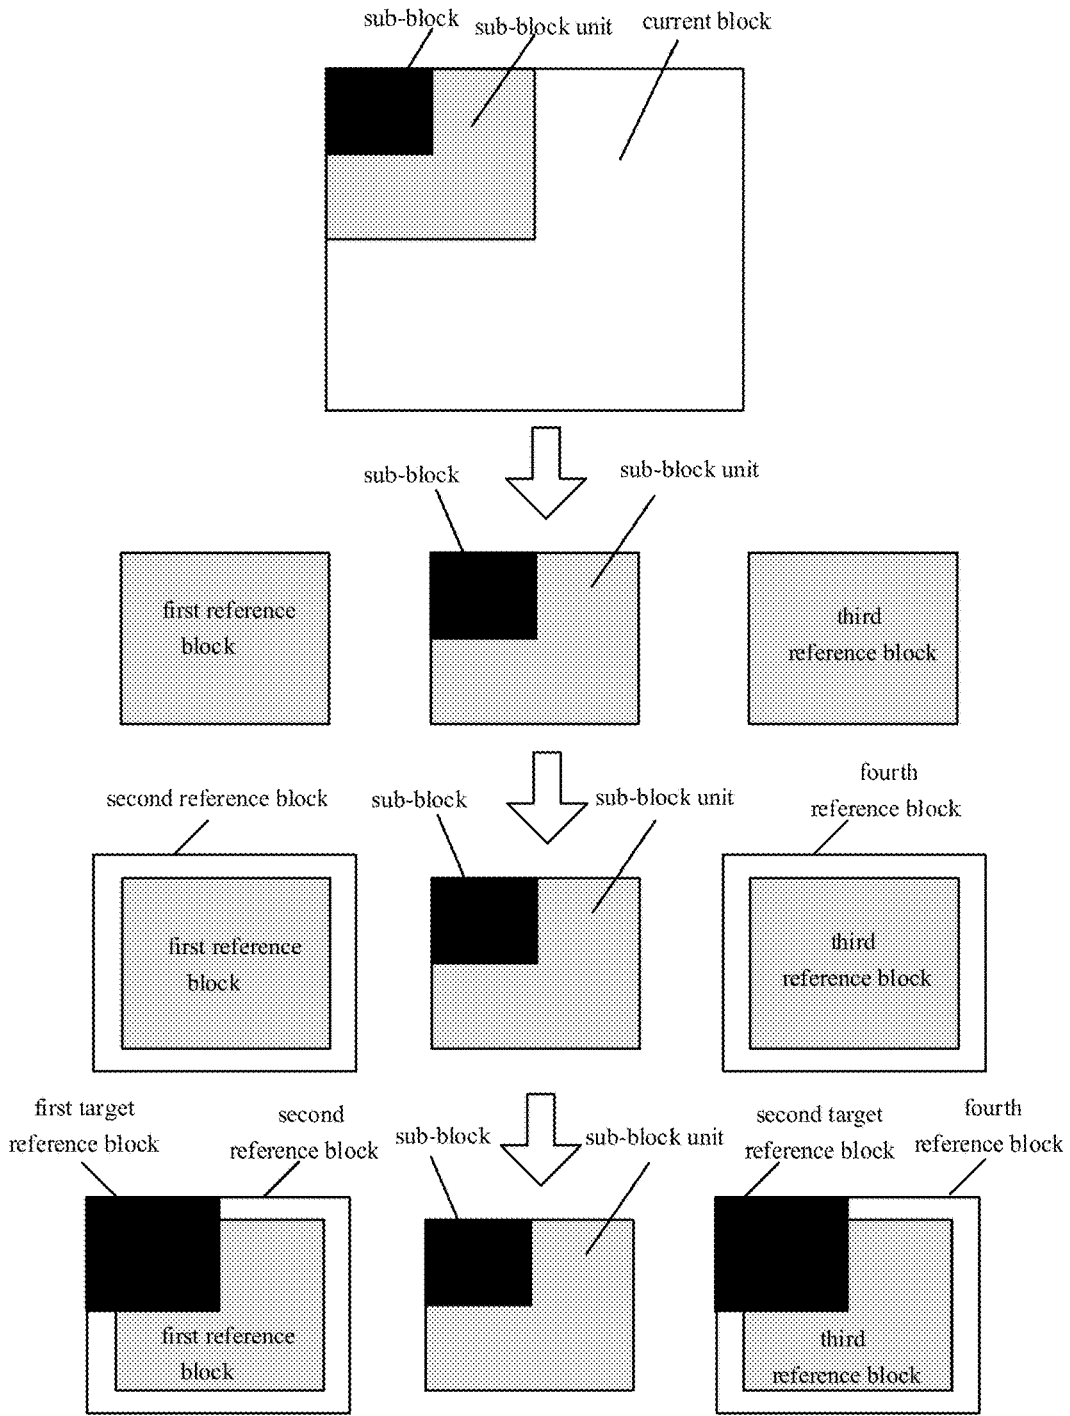 sub-block
sub-block unit
current block
sub-block
sub-block unit
first reference
block
third
reference block
second reference block
sub-block
sub-block unit
fourth
reference block
first reference
block
third
reference block
first target
reference block
second
reference block
sub-block
sub-block unit
second target
reference block
fourth
reference block
first reference
block
third
reference block